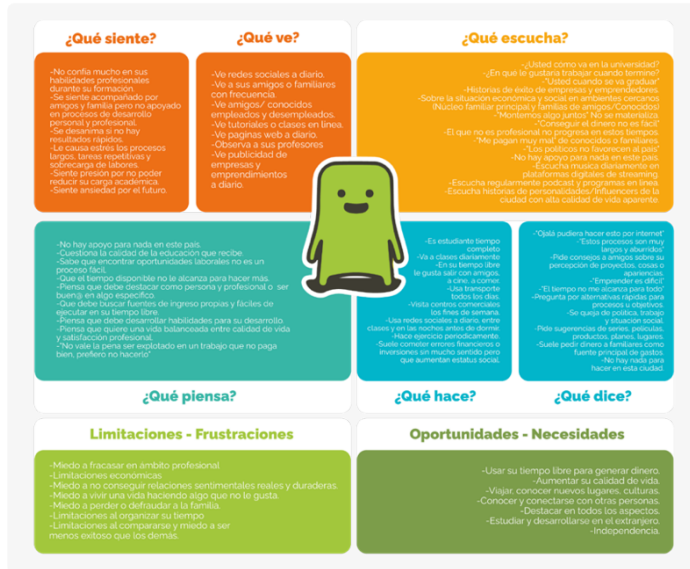 ¿Qué siente?
-No confía mucho en sus
habilidades profesionales
durante su formación.
-Se siente acompañado por
amigos y familia pero no apoyado
en procesos de desarrollo
personal y profesional.
-Se desanima si no hay
resultados rápidos.
-Le causa estrés los procesos
largos, tareas repetitivas y
sobrecarga de labores.
-Siente presión por no poder
reducir su carga académica.
-Siente ansiedad por el futuro.
¿Qué ve?
-Ve redes sociales a diario.
-Ve a sus amigos o familiares
con frecuencia.
-Ve amigos/ conocidos
empleados y desempleados.
-Ve tutoriales o clases en línea.
-Ve paginas web a diario.
-Observa a sus profesores
-Ve publicidad de
empresas y
emprendimientos
a diario.
¿Qué escucha?
-¿Usted cómo va en la universidad?
-¿En qué le gustaría trabajar cuando termine?
-"Usted cuando se va graduar"
-Historias de éxito de empresas y emprendedores.
-Sobre la situación económica y social en ambientes cercanos
(Núcleo familiar principal y familias de amigos/Conocidos)
-"Montemos algo juntos" No se materializa.
-"Conseguir el dinero no es fácil"
-El que no es profesional no progresa en estos tiempos.
-"Me pagan muy mal" de conocidos o familiares.
-"Los políticos no favorecen al país"
-No hay apoyo para nada en este país.
-Escucha musica diariamente en
plataformas digitales de streaming.
-Escucha regularmente podcast y programas en linea.
-Escucha historias de personalidades/Influencers de la
ciudad con alta calidad de vida aparente.
-No hay apoyo para nada en este país.
-Cuestiona la calidad de la educación que recibe.
-Sabe que encontrar oportunidades laborales no es un
proceso fácil.
-Que el tiempo disponible no le alcanza para hacer más.
-Piensa que debe destacar como persona y profesional o ser
buen@ en algo específico.
-Que debe buscar fuentes de ingreso propias y fáciles de
ejecutar en su tiempo libre.
-Piensa que debe desarrollar habilidades para su desarrollo
-Piensa que quiere una vida balanceada entre calidad de vida
y satisfacción profesional.
-"No vale la pena ser explotado en un trabajo que no paga
bien, prefiero no hacerlo"
¿Qué piensa?
-Es estudiante tiempo
completo
-Va a clases diariamente
-En su tiempo libre
le gusta salir con amigos,
a cine, a comer.
-Usa transporte
todos los días.
-Vista centros comerciales
los fines de semana.
-Usa redes sociales a diario, entre
clases y en las noches antes de dormir.
-Hace ejercicio periodicamente.
-Suele cometer errores financieros o
inversiones sin mucho sentido pero
que aumentan estatus social.
¿Qué hace?
-"Ojalá pudiera hacer esto por internet"
-"Estos procesos son muy
largos y aburridos"
-Pide consejos a amigos sobre su
percepción de proyectos, cosas o
apariencias.
-"Emprender es difícil"
-"El tiempo no me alcanza para todo"
-Pregunta por alternativas rápidas para
procesos u objetivos.
-Se queja de política, trabajo
y situación social.
-Pide sugerencias de series, películas,
productos, planes, lugares.
-Suele pedir dinero a familiares como
fuente principal de gastos.
-No hay nada para
hacer en esta ciudad.
¿Qué dice?
Limitaciones - Frustraciones
-Miedo a fracasar en ámbito profesional
-Limitaciones económicas
-Miedo a no conseguir relaciones sentimentales reales y duraderas.
-Miedo a vivir una vida haciendo algo que no le gusta.
-Miedo a perder o defraudar a la familia.
-Limitaciones al organizar su tiempo
-Limitaciones al compararse y miedo a ser
menos exitoso que los demás.
Oportunidades - Necesidades
-Usar su tiempo libre para generar dinero.
-Aumentar su calidad de vida.
-Viajar, conocer nuevos lugares, culturas.
-Conocer y conectarse con otras personas.
-Destacar en todos los aspectos.
-Estudiar y desarrollarse en el extranjero.
-Independencia.